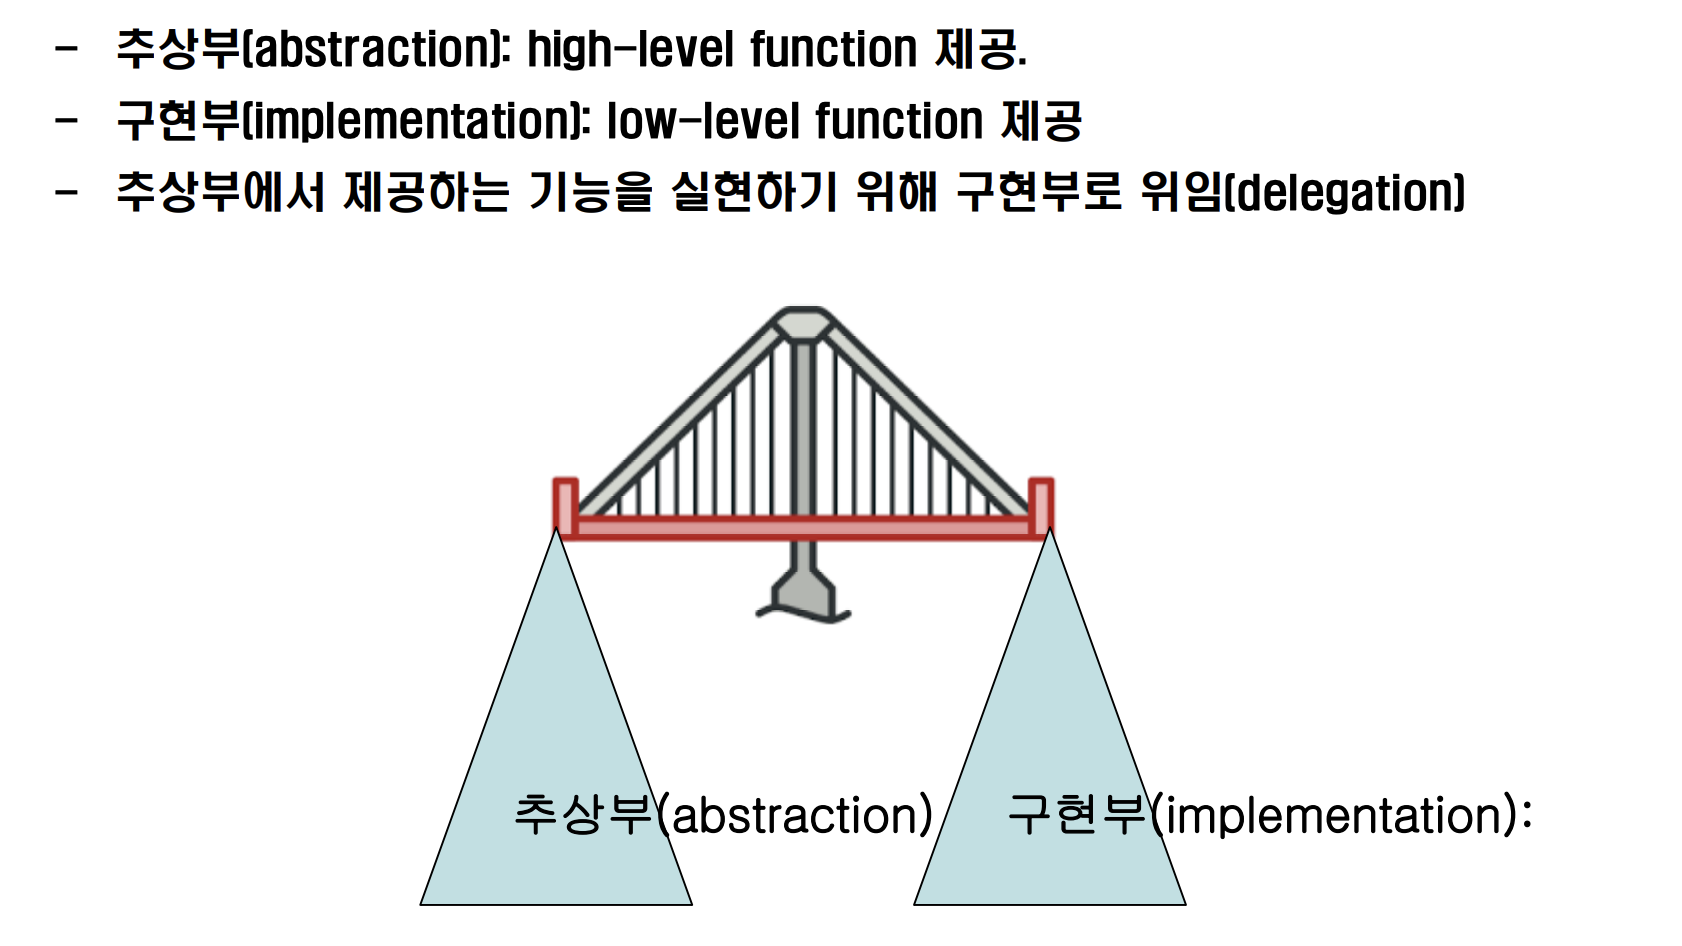 - 추상부(abstraction): high-level function 제공.
- 구현부(implementation): low-level function 제공
- 추상부에서 제공하는 기능을 실현하기 위해 구현부로 위임(delegation)
추상부(abstraction)
구현부(implementation):